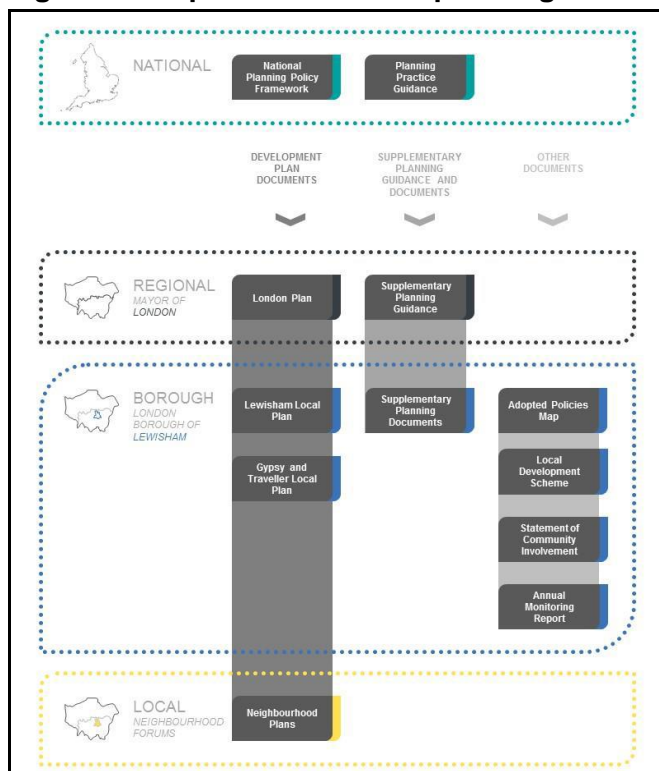 NATIONAL
National
Planning Policy
Framework
Planning
Practice
Guidance
DEVELOPMENT
PLAN
DOCUMENTS
SUPPLEMENTARY
PLANNING
GUIDANCE AND
DOCUMENTS
OTHER
DOCUMENTS
REGIONAL
MAYOR OF
LONDON
London Plan
Supplementary
Planning
Guidance
BOROUGH
LONDON
BOROUGH OF
LEWISHAM
Lewisham Local
Plan
Supplementary
Planning
Documents
Adopted Policies
Map
Gypsy and
Traveller Local
Plan
Local
Development
Scheme
Statement of
Community
Involvement
Annual
Monitoring
Report
LOCAL
NEIGHBOURHOOD
FORUMS
Neighbourhood
Plans